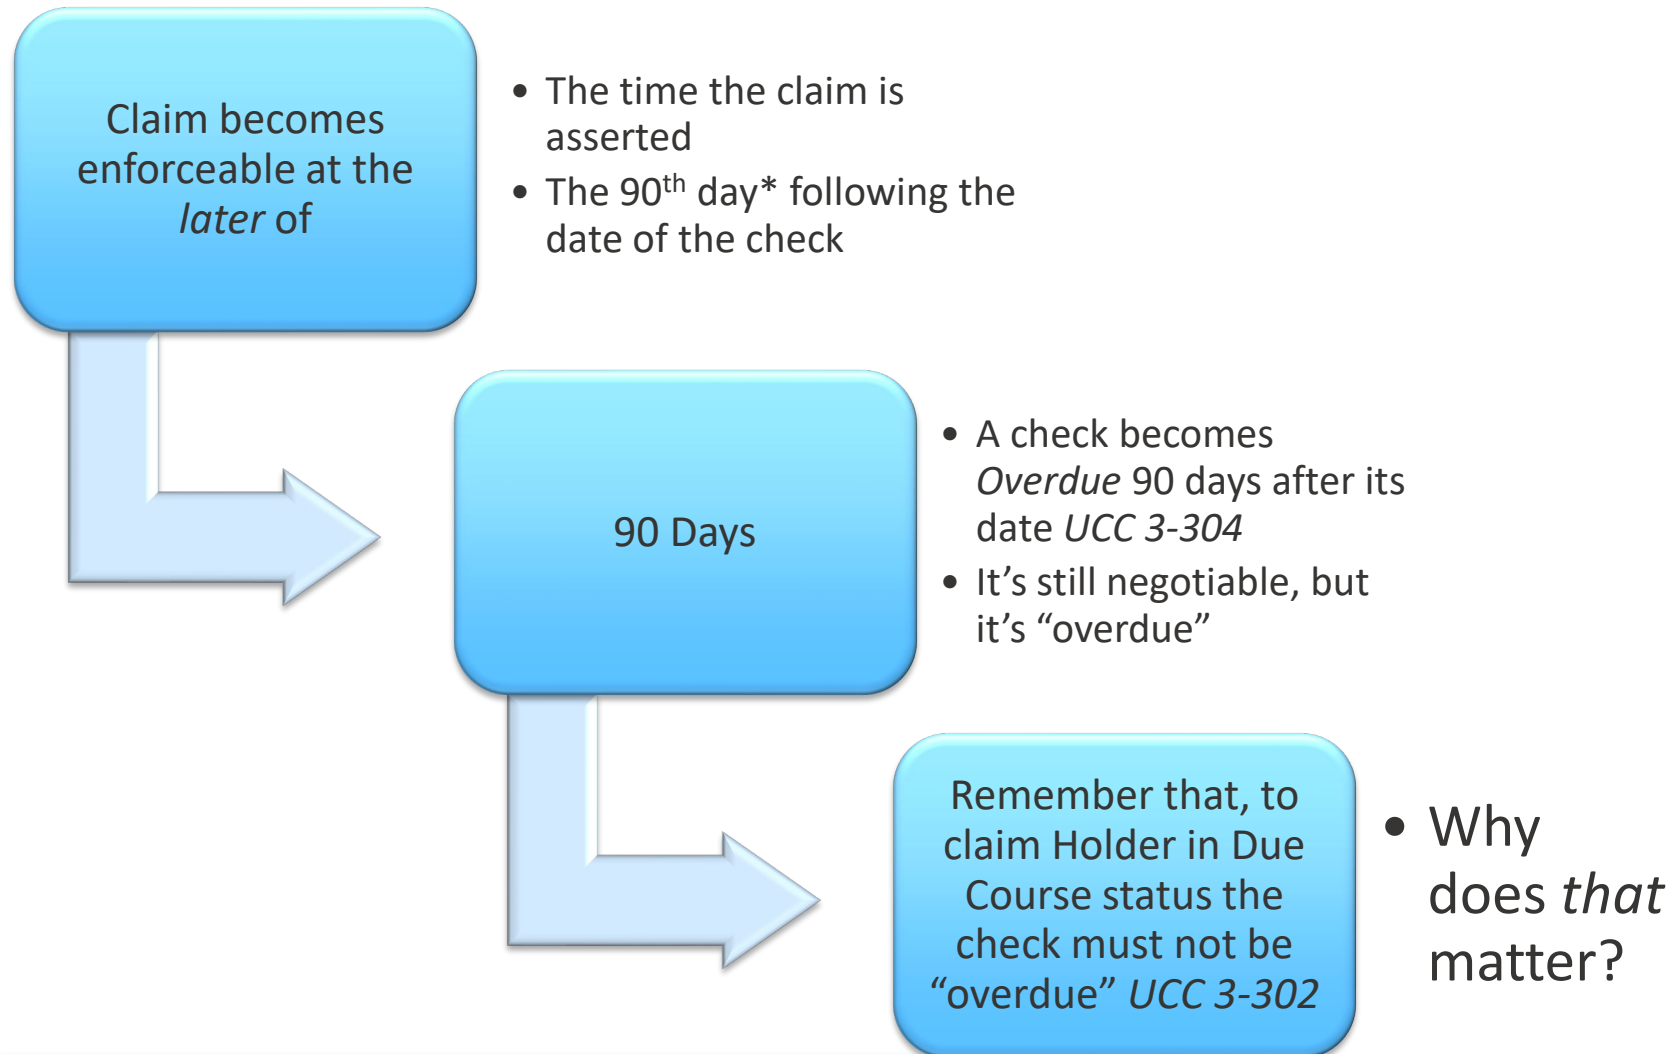 Claim becomes
enforceable at the
later of
• The time the claim is
asserted
• The 90th day* following the
date of the check
90 Days
• A check becomes
Overdue 90 days after its
date UCC 3-304
• It’s still negotiable, but
it’s “overdue”
Remember that, to
claim Holder in Due
Course status the
check must not be
“overdue” UCC 3-302
• Why
does that
matter?